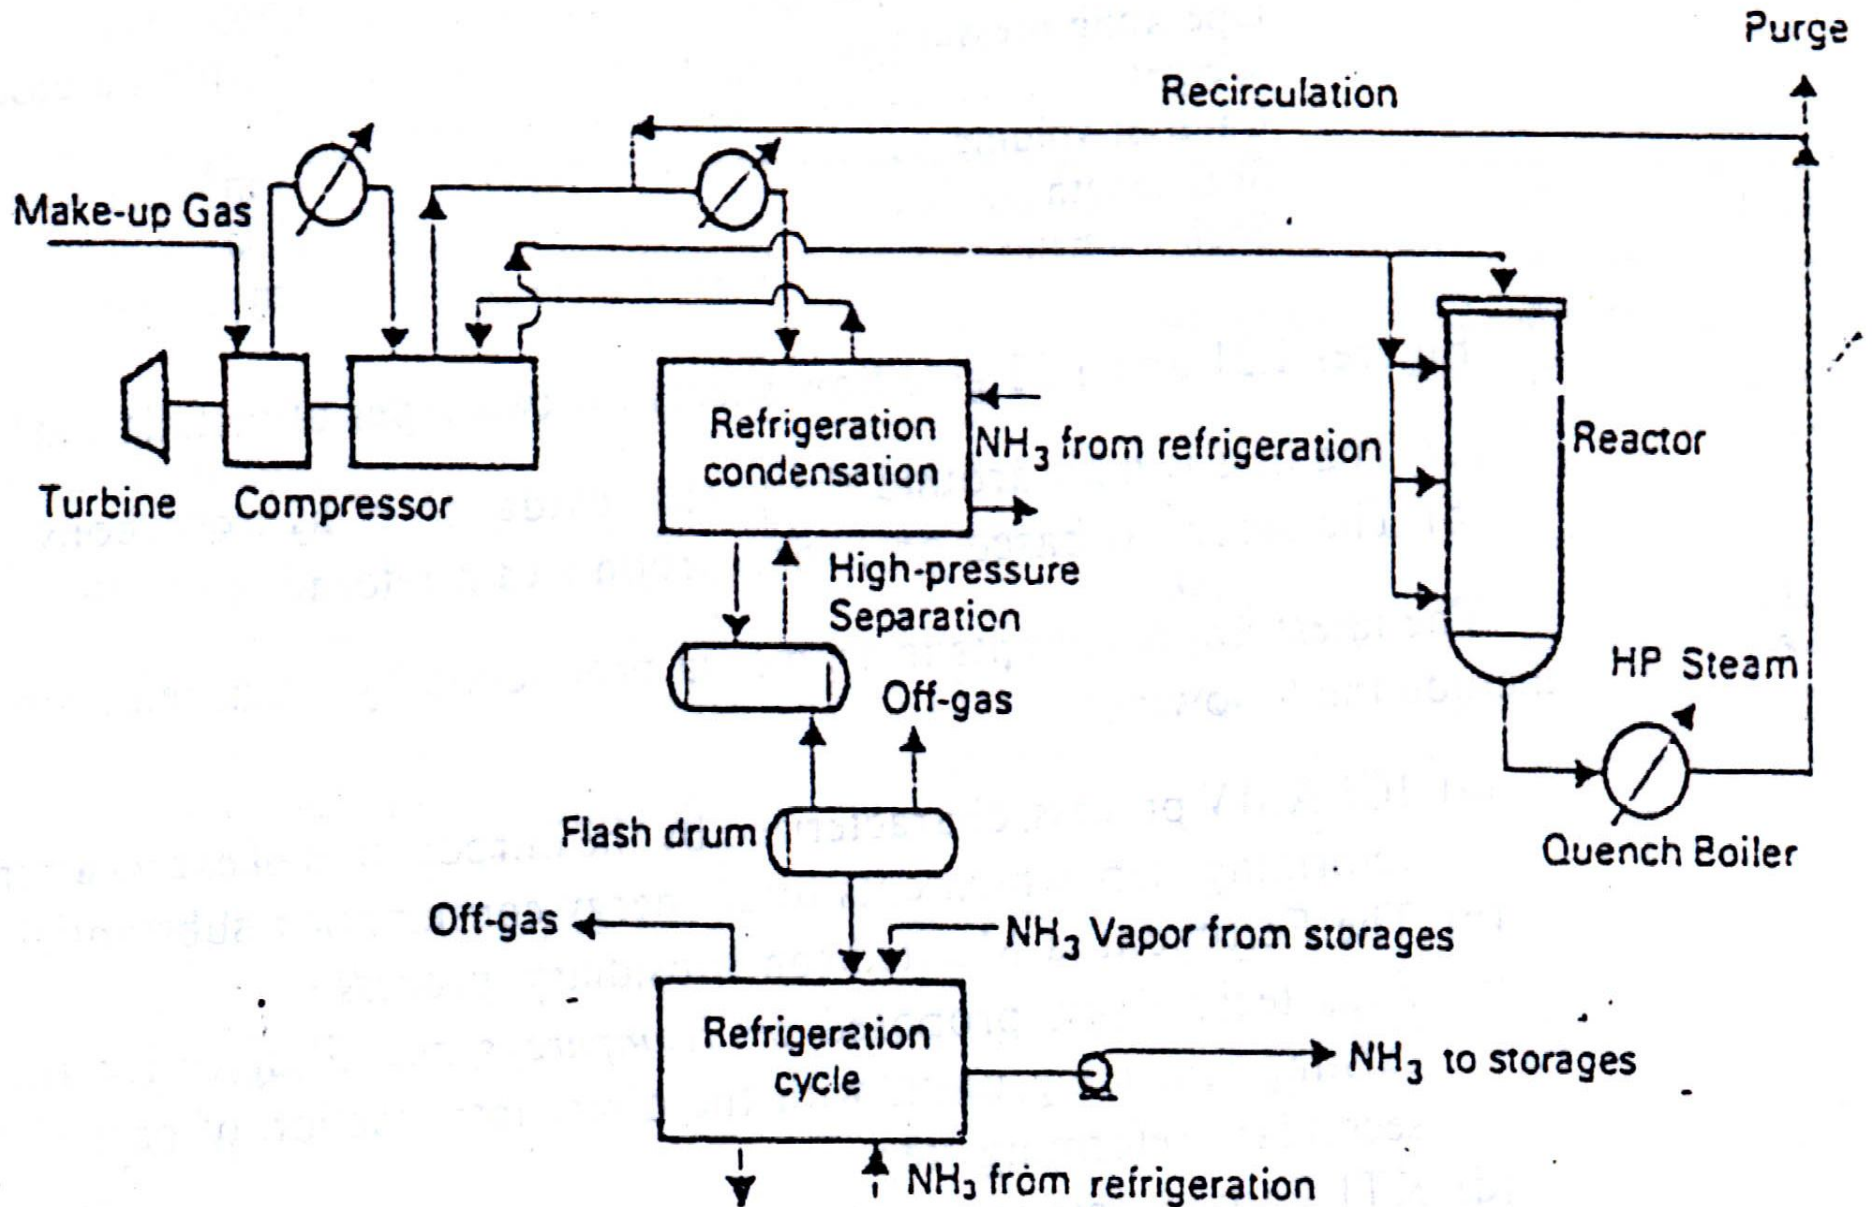 Purge
Recirculation
Make-up Gas
Refrigeration
condensation
NH₃ from refrigeration
Reactor
Turbine
Compressor
High-pressure
Separation
HP Steam
Off-gas
Flash drum
Quench Boiler
Off-gas
NH₃ Vapor from storages
Refrigeration
cycle
NH₃ to storages
NH₃ from refrigeration